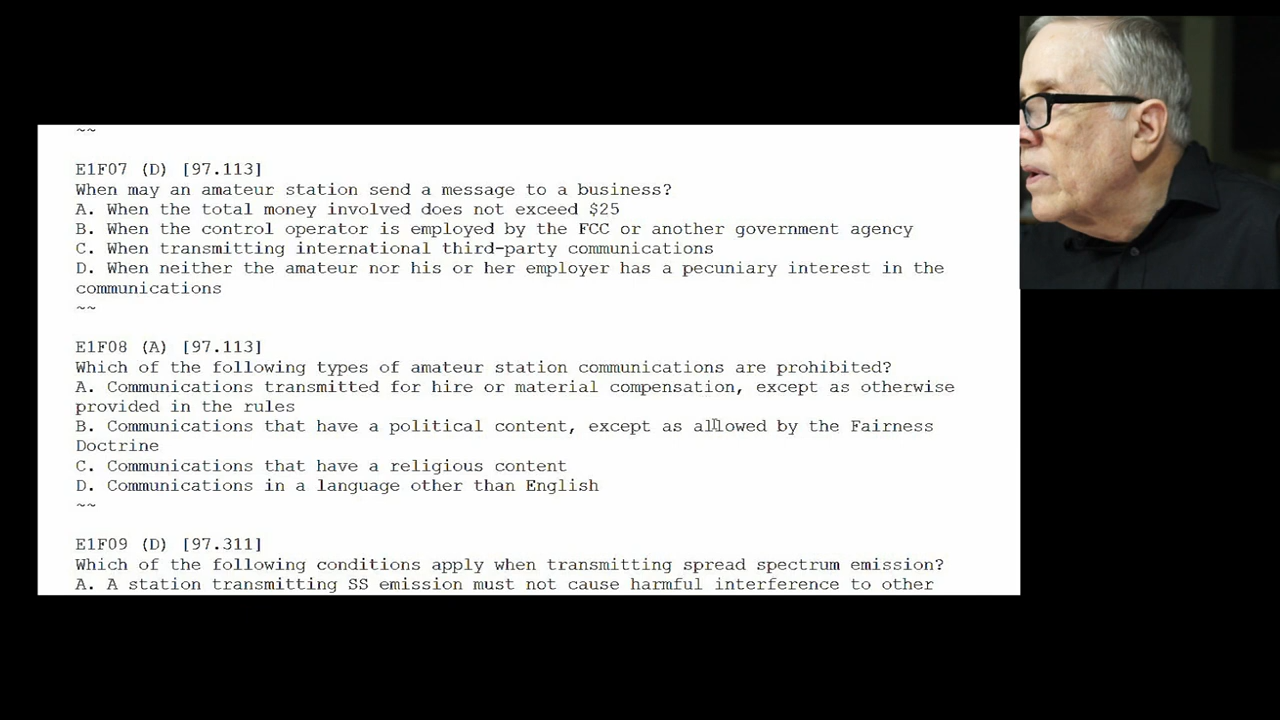 ~~
E1F07 (D) [97.113]
When may an amateur station send a message to a business?
A. When the total money involved does not exceed $25
B. When the control operator is employed by the FCC or another government agency
C. When transmitting international third-party communications
D. When neither the amateur nor his or her employer has a pecuniary interest in the
communications
~~
E1F08 (A) [97.113]
Which of the following types of amateur station communications are prohibited?
A. Communications transmitted for hire or material compensation, except as otherwise
provided in the rules
B. Communications that have a political content, except as allowed by the Fairness
Doctrine
C. Communications that have a religious content
D. Communications in a language other than English
~~
E1F09 (D) [97.311]
Which of the following conditions apply when transmitting spread spectrum emission?
A. A station transmitting SS emission must not cause harmful interference to other